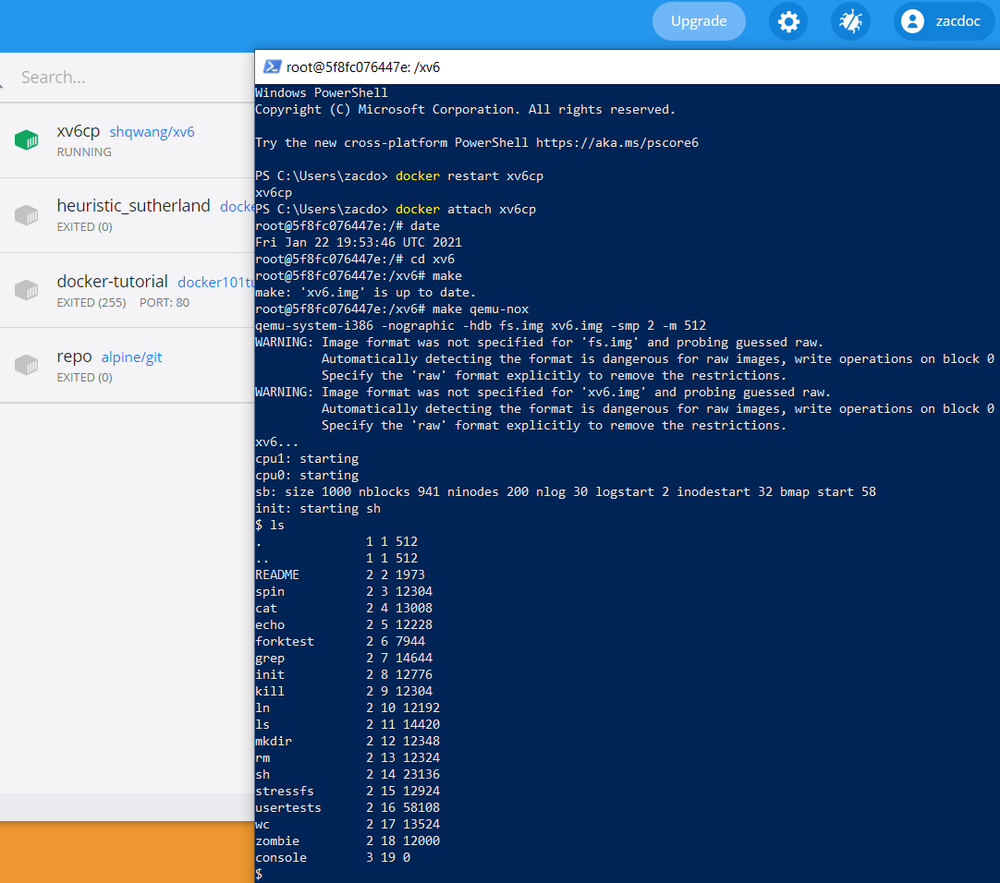 Upgrade
zacdoc
Search...
xv6cp shqwang/xv6
RUNNING
heuristic_sutherland docke
EXITED (0)
docker-tutorial docker101tu
EXITED (255) PORT: 80
repo alpine/git
EXITED (0)
root@5f8fc076447e: /xv6
Windows PowerShell
Copyright (C) Microsoft Corporation. All rights reserved.
Try the new cross-platform PowerShell https://aka.ms/pscore6
PS C:\Users\zacdo> docker restart xv6cp
xv6cp
PS C:\Users\zacdo> docker attach xv6cp
root@5f8fc076447e:/# date
Fri Jan 22 19:53:46 UTC 2021
root@5f8fc076447e:/# cd xv6
root@5f8fc076447e:/xv6# make
make: 'xv6.img' is up to date.
root@5f8fc076447e:/xv6# make qemu-nox
qemu-system-i386 -nographic -hdb fs.img xv6.img -smp 2 -m 512
WARNING: Image format was not specified for 'fs.img' and probing guessed raw.
Automatically detecting the format is dangerous for raw images, write operations on block 0
Specify the 'raw' format explicitly to remove the restrictions.
WARNING: Image format was not specified for 'xv6.img' and probing guessed raw.
Automatically detecting the format is dangerous for raw images, write operations on block 0
Specify the 'raw' format explicitly to remove the restrictions.
xv6...
cpu1: starting
cpu0: starting
sb: size 1000 nblocks 941 ninodes 200 nlog 30 logstart 2 inodestart 32 bmap start 58
init: starting sh
$ ls
. 1 1 512
.. 1 1 512
README 2 2 1973
spin 2 3 12304
cat 2 4 13008
echo 2 5 12228
forktest 2 6 7944
grep 2 7 14644
init 2 8 12776
kill 2 9 12304
ln 2 10 12192
ls 2 11 14420
mkdir 2 12 12348
rm 2 13 12324
sh 2 14 23136
stressfs 2 15 12924
usertests 2 16 58108
wc 2 17 13524
zombie 2 18 12000
console 3 19 0
$